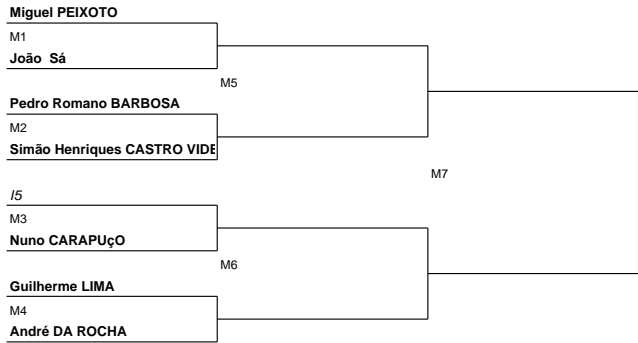 Miguel PEIXOTO
M1
João Sá
M5
Pedro Romano BARBOSA
M2
Simão Henriques CASTRO VIDE
M7
I5
M3
Nuno CARAPUçO
M6
Guilherme LIMA
M4
André DA ROCHA